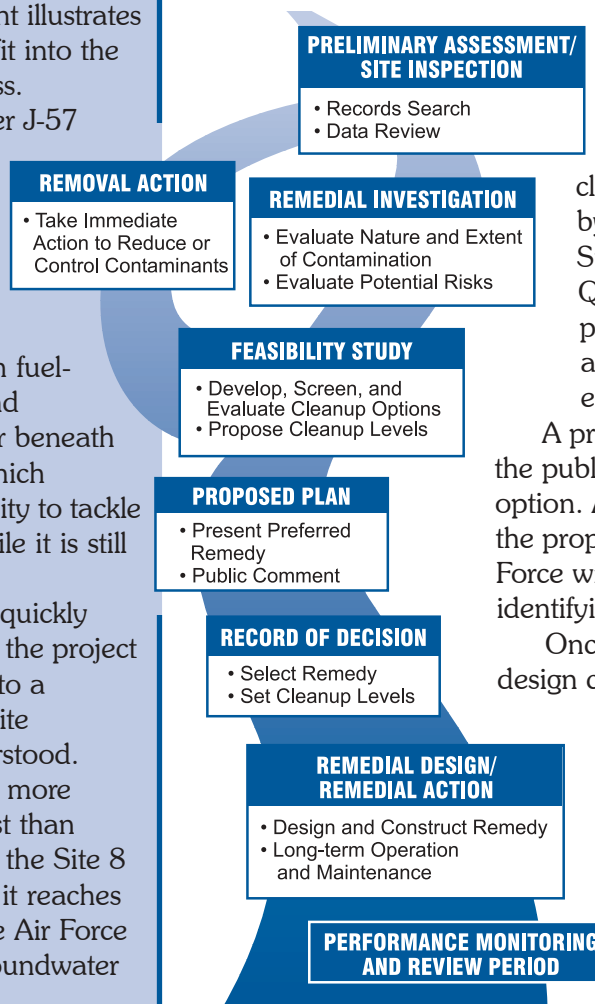 nt illustrates
fit into the
ss.
er J-57
n fuel-
nd
r beneath
hich
ity to tackle
ile it is still
quickly
the project
to a
ite
rstood.
more
st than
the Site 8
it reaches
e Air Force
oundwater
PRELIMINARY ASSESSMENT/
SITE INSPECTION
• Records Search
• Data Review
REMOVAL ACTION
• Take Immediate
Action to Reduce or
Control Contaminants
REMEDIAL INVESTIGATION
• Evaluate Nature and Extent
of Contamination
• Evaluate Potential Risks
FEASIBILITY STUDY
• Develop, Screen, and
Evaluate Cleanup Options
• Propose Cleanup Levels
PROPOSED PLAN
• Present Preferred
Remedy
• Public Comment
RECORD OF DECISION
• Select Remedy
• Set Cleanup Levels
REMEDIAL DESIGN/
REMEDIAL ACTION
• Design and Construct Remedy
• Long-term Operation
and Maintenance
PERFORMANCE MONITORING
AND REVIEW PERIOD
cl
by
S
Q
p
a
e
A pr
the publ
option. A
the prop
Force w
identifyi
Onc
design c